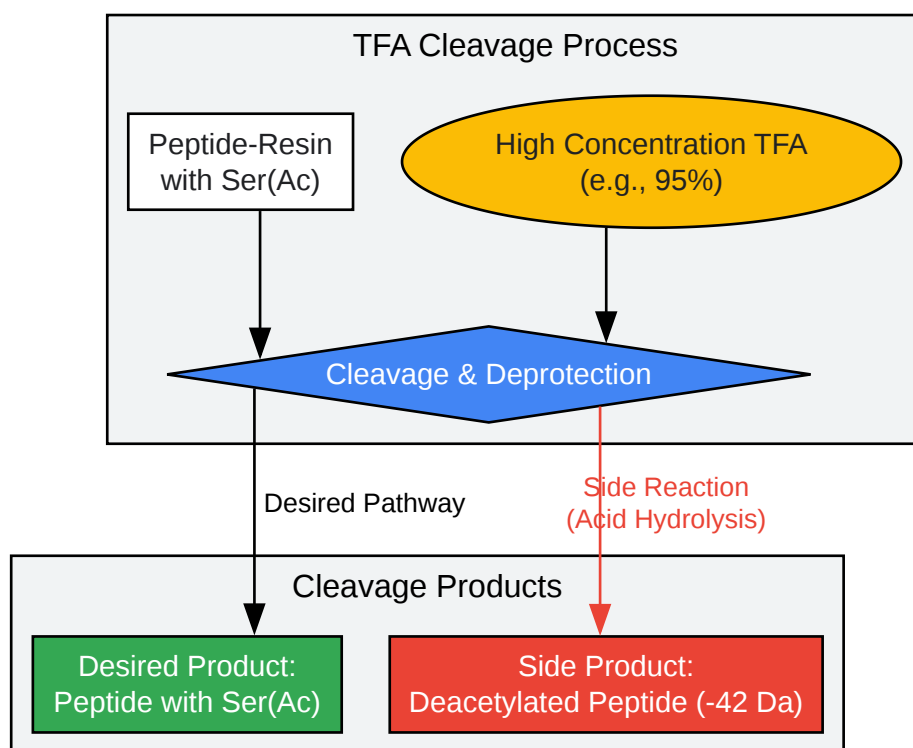 TFA Cleavage Process
Peptide-Resin
with Ser(Ac)
High Concentration TFA
(e.g., 95%)
Cleavage & Deprotection
Desired Pathway
Side Reaction
(Acid Hydrolysis)
Cleavage Products
Desired Product:
Peptide with Ser(Ac)
Side Product:
Deacetylated Peptide (-42 Da)